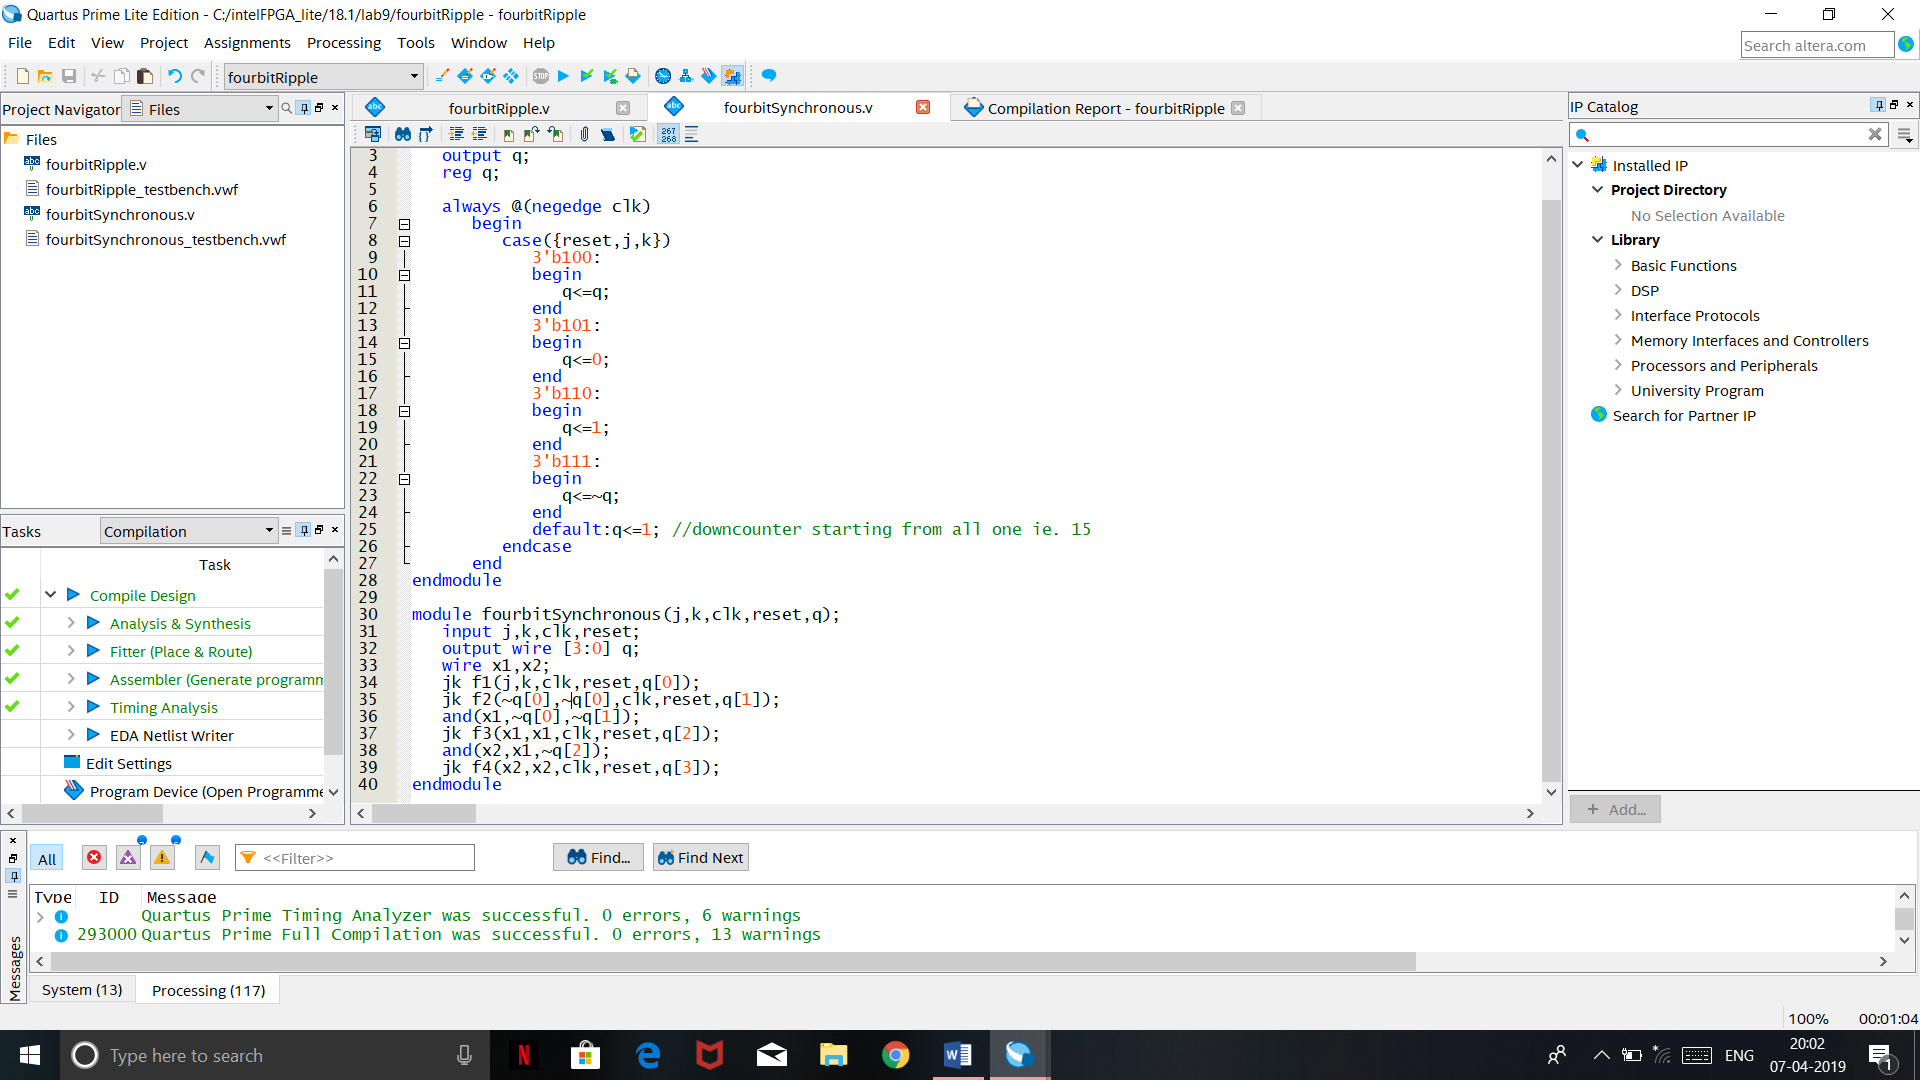 Quartus Prime Lite Edition - C:/intelFPGA_lite/18.1/lab9/fourbitRipple - fourbitRipple
File Edit View Project Assignments Processing Tools Window Help
Search altera.com
fourbitRipple
Project Navigator Files
Files
fourbitRipple.v
fourbitRipple_testbench.vwf
fourbitSynchronous.v
fourbitSynchronous_testbench.vwf
Tasks Compilation
Task
Compile Design
Analysis & Synthesis
Fitter (Place & Route)
Assembler (Generate programm
Timing Analysis
EDA Netlist Writer
Edit Settings
Program Device (Open Programme
fourbitRipple.v fourbitSynchronous.v Compilation Report - fourbitRipple
267
268
3 output q;
4 reg q;
5
6 always @(negedge clk)
7 begin
8 case({reset,j,k})
9 3'b100:
10 begin
11 q<=q;
12 end
13 3'b101:
14 begin
15 q<=0;
16 end
17 3'b110:
18 begin
19 q<=1;
20 end
21 3'b111:
22 begin
23 q<=~q;
24 end
25 default:q<=1; //downcounter starting from all one ie. 15
26 endcase
27 end
28 endmodule
29
30 module fourbitSynchronous(j,k,clk,reset,q);
31 input j,k,clk,reset;
32 output wire [3:0] q;
33 wire x1,x2;
34 jk f1(j,k,clk,reset,q[0]);
35 jk f2(~q[0],~q[0],clk,reset,q[1]);
36 and(x1,~q[0],~q[1]);
37 jk f3(x1,x1,clk,reset,q[2]);
38 and(x2,x1,~q[2]);
39 jk f4(x2,x2,clk,reset,q[3]);
40 endmodule
IP Catalog
Installed IP
Project Directory
No Selection Available
Library
Basic Functions
DSP
Interface Protocols
Memory Interfaces and Controllers
Processors and Peripherals
University Program
Search for Partner IP
+ Add...
All <<Filter>> Find... Find Next
Type ID Message
Quartus Prime Timing Analyzer was successful. 0 errors, 6 warnings
293000 Quartus Prime Full Compilation was successful. 0 errors, 13 warnings
Messages
System (13) Processing (117)
100% 00:01:04
Type here to search
ENG
20:02
07-04-2019
1